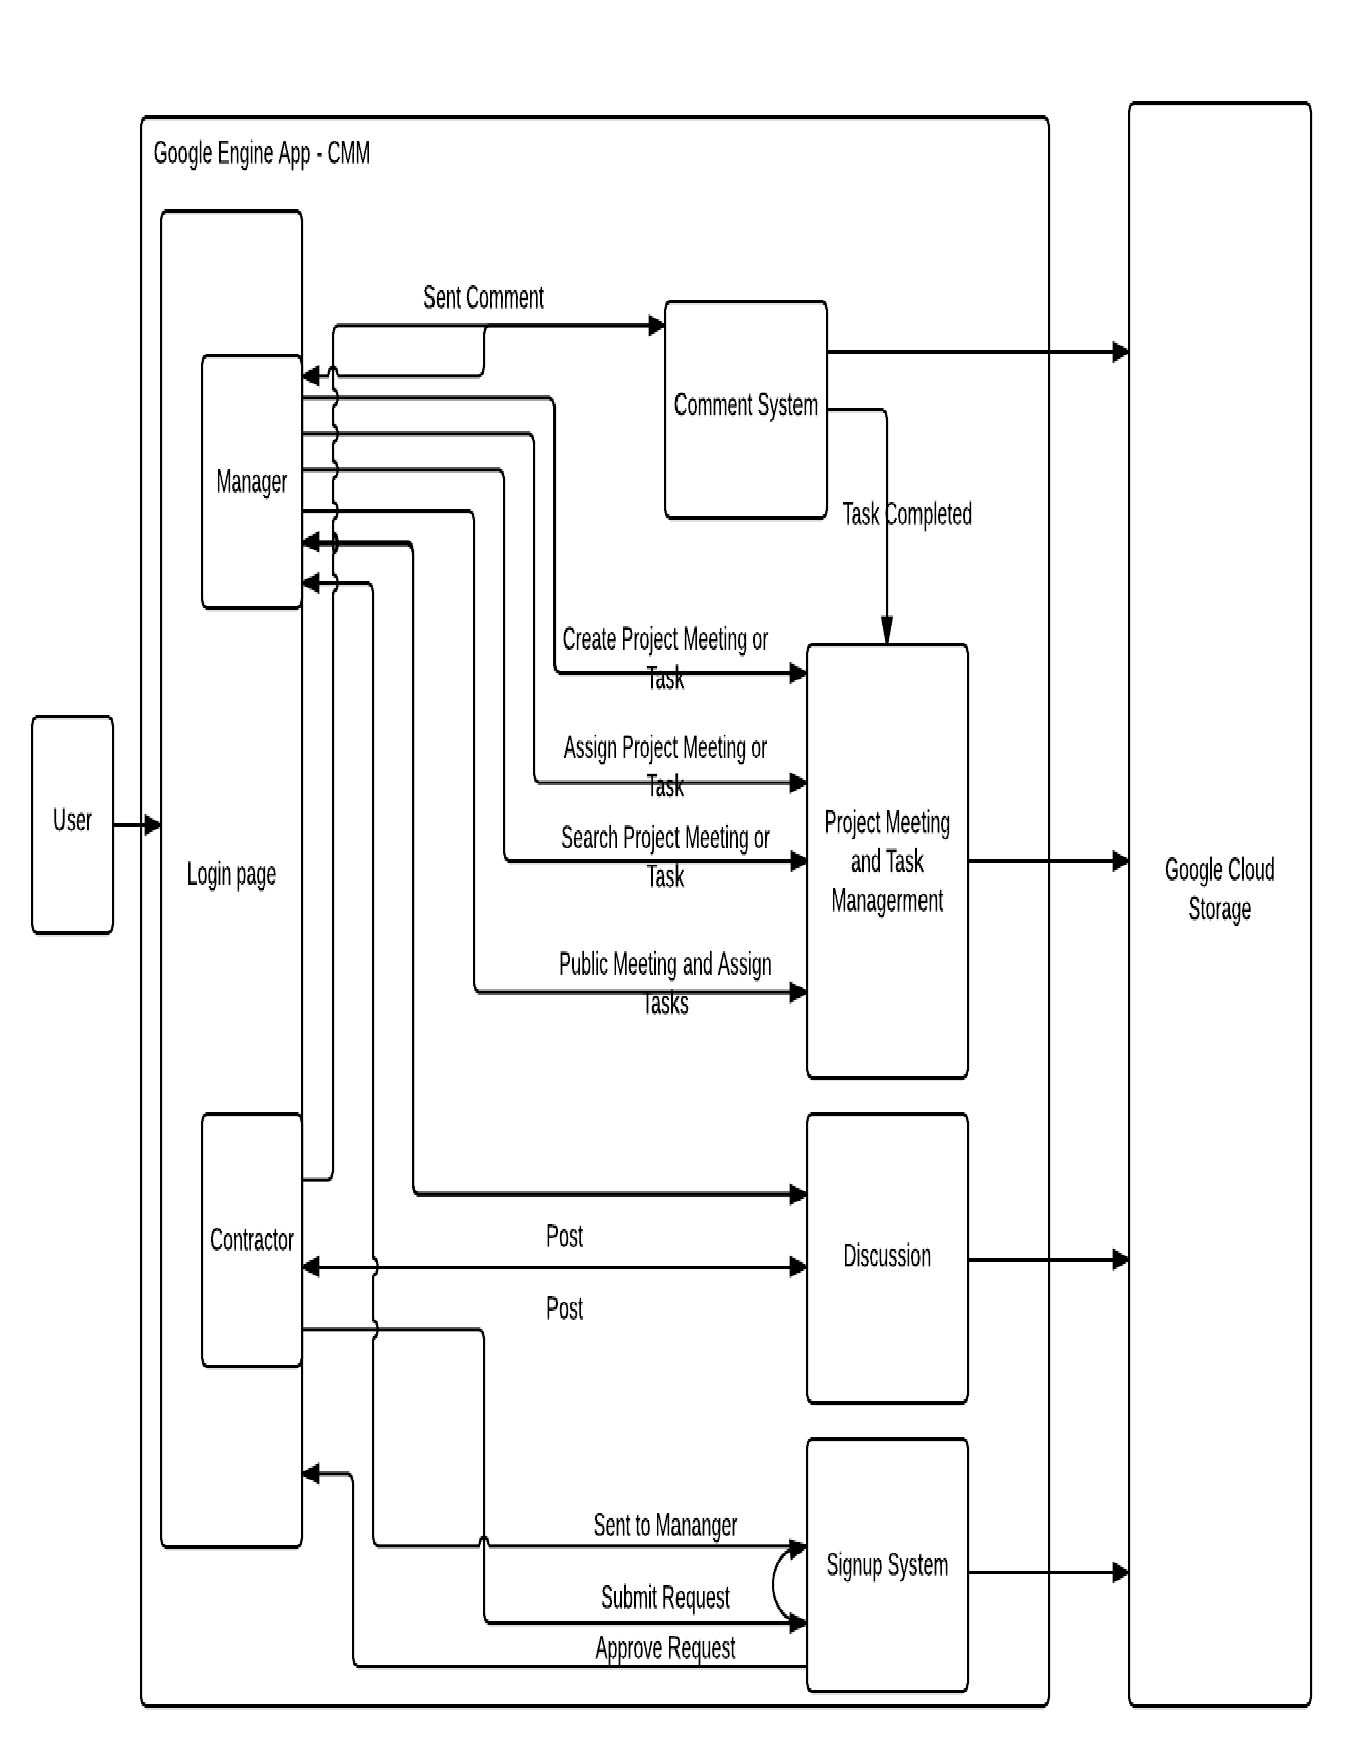 Google Engine App - CMM
Sent Comment
Comment System
Manager
Task Completed
Create Project Meeting or
Task
Assign Project Meeting or
Task
User
Search Project Meeting or
Task
Login page
Project Meeting
and Task
Managerment
Google Cloud
Storage
Public Meeting and Assign
Tasks
Contractor
Post
Discussion
Post
Sent to Mananger
Signup System
Submit Request
Approve Request